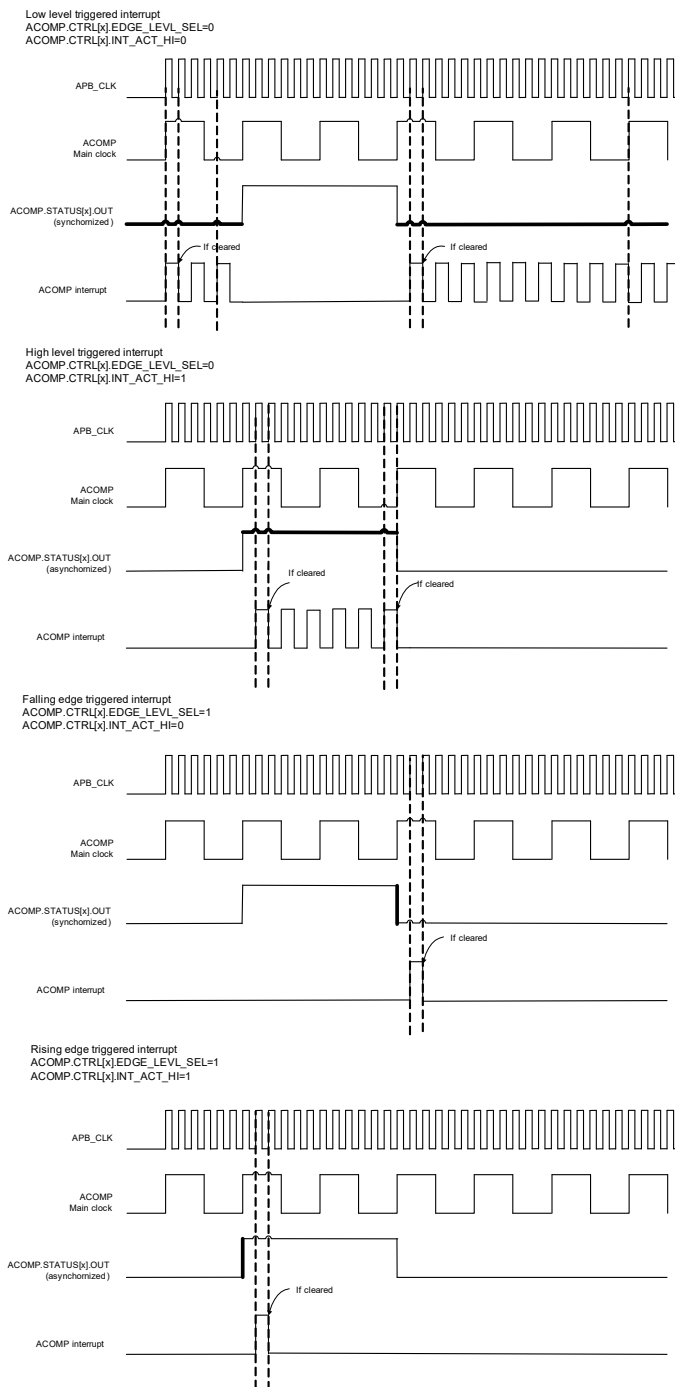 Low level triggered interrupt
ACOMP.CTRL[x].EDGE_LEVL_SEL=0
ACOMP.CTRL[x].INT_ACT_HI=0
APB_CLK
ACOMP
Main clock
ACOMP.STATUS[x].OUT
(synchornized)
If cleared
If cleared
ACOMP interrupt
High level triggered interrupt
ACOMP.CTRL[x].EDGE_LEVL_SEL=0
ACOMP.CTRL[x].INT_ACT_HI=1
APB_CLK
ACOMP
Main clock
ACOMP.STATUS[x].OUT
(asynchornized)
If cleared
If cleared
ACOMP interrupt
Falling edge triggered interrupt
ACOMP.CTRL[x].EDGE_LEVL_SEL=1
ACOMP.CTRL[x].INT_ACT_HI=0
APB_CLK
ACOMP
Main clock
ACOMP.STATUS[x].OUT
(synchornized)
If cleared
ACOMP interrupt
Rising edge triggered interrupt
ACOMP.CTRL[x].EDGE_LEVL_SEL=1
ACOMP.CTRL[x].INT_ACT_HI=1
APB_CLK
ACOMP
Main clock
ACOMP.STATUS[x].OUT
(asynchornized)
If cleared
ACOMP interrupt